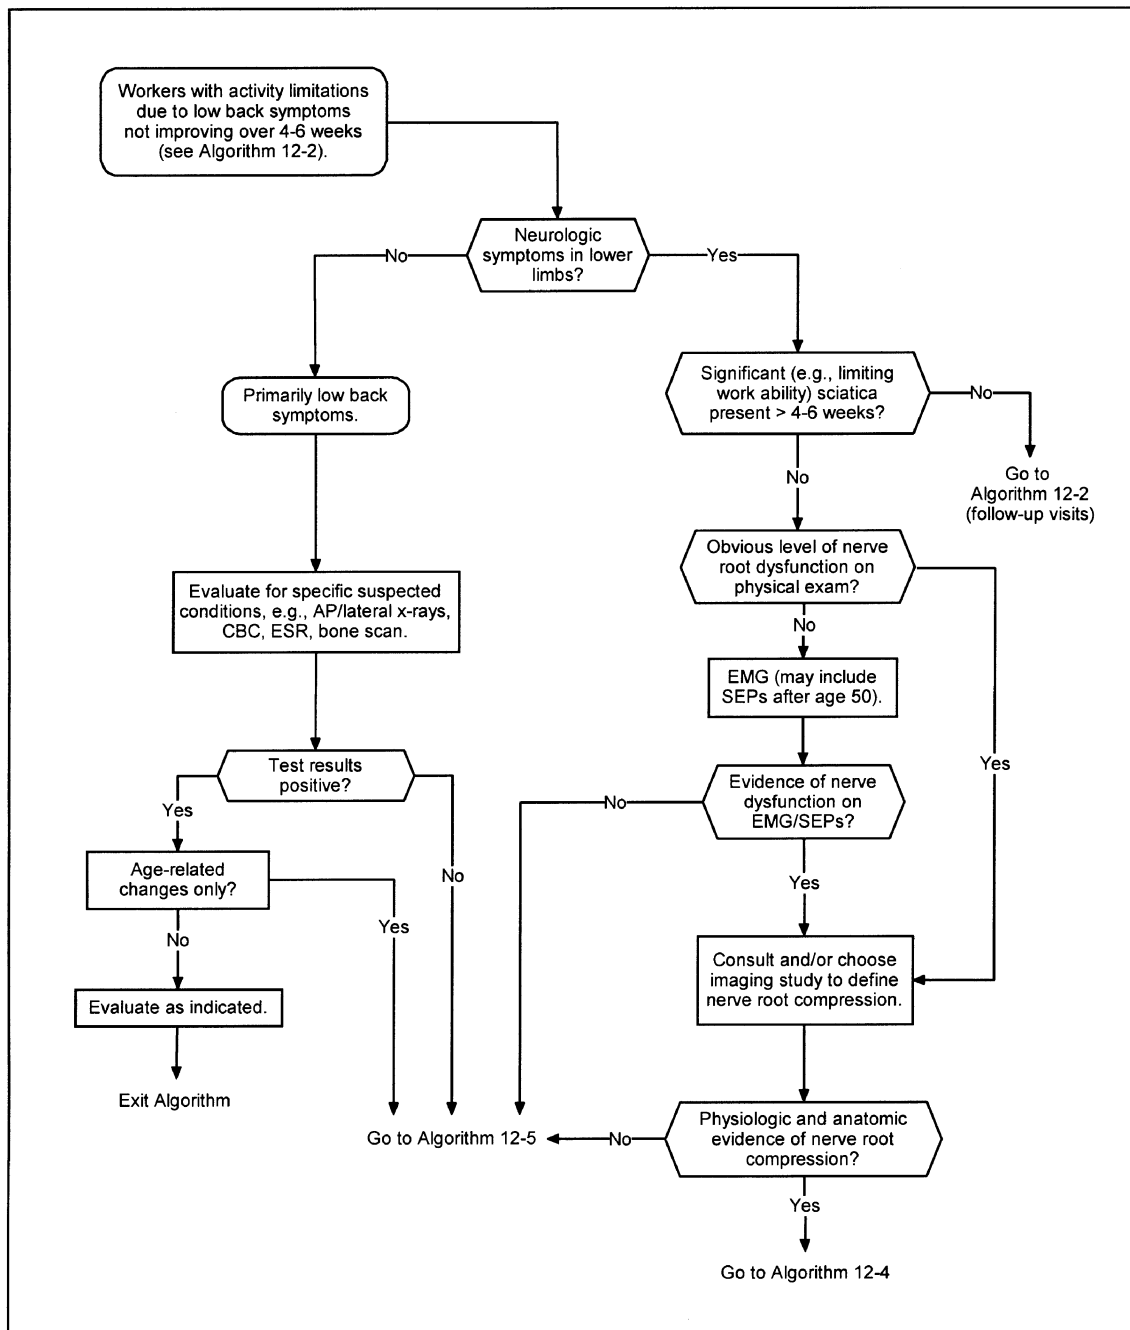 Workers with activity limitations
due to low back symptoms
not improving over 4-6 weeks
(see Algorithm 12-2).
Neurologic
symptoms in lower
limbs?
No
Yes
Primarily low back
symptoms.
Significant (e.g., limiting
work ability) sciatica
present > 4-6 weeks?
No
No
Go to
Algorithm 12-2
(follow-up visits)
Evaluate for specific suspected
conditions, e.g., AP/lateral x-rays,
CBC, ESR, bone scan.
Obvious level of nerve
root dysfunction on
physical exam?
No
Yes
EMG (may include
SEPs after age 50).
Test results
positive?
Yes
No
Evidence of nerve
dysfunction on
EMG/SEPs?
No
Yes
Age-related
changes only?
Yes
No
Evaluate as indicated.
Exit Algorithm
Consult and/or choose
imaging study to define
nerve root compression.
Physiologic and anatomic
evidence of nerve root
compression?
No
Go to Algorithm 12-5
Yes
Go to Algorithm 12-4